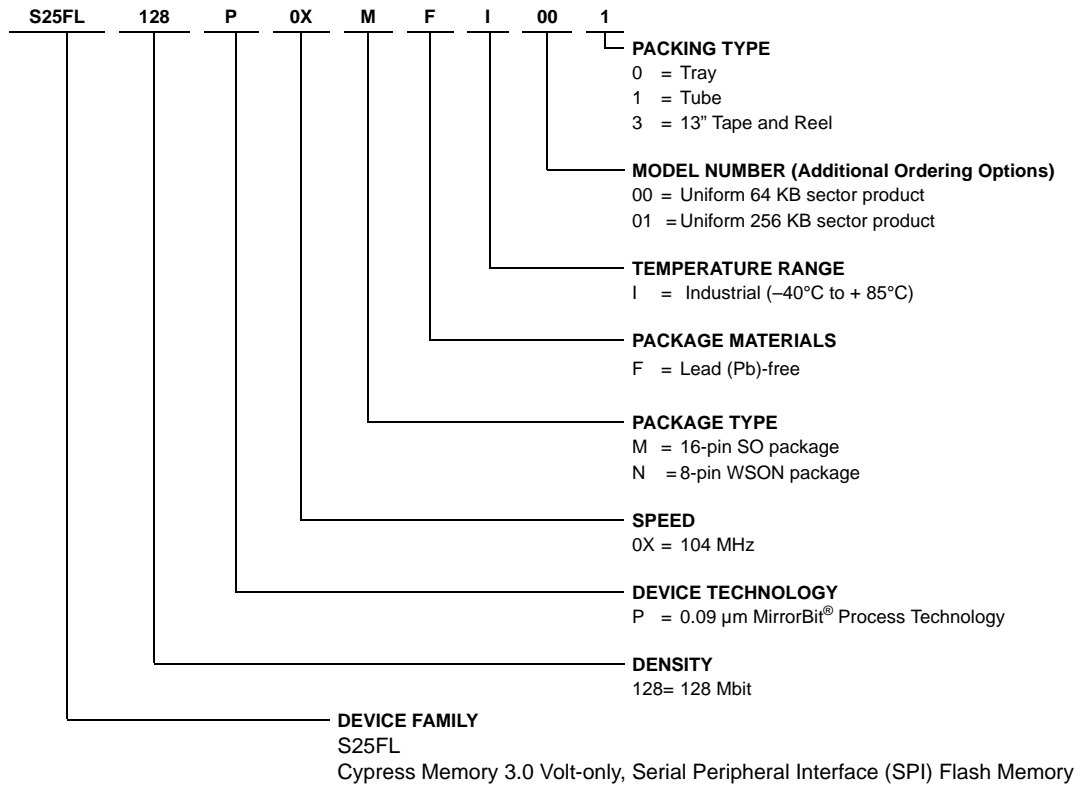 S25FL 128 P 0X M F I 00 1
PACKING TYPE
0 = Tray
1 = Tube
3 = 13” Tape and Reel
MODEL NUMBER (Additional Ordering Options)
00 = Uniform 64 KB sector product
01 = Uniform 256 KB sector product
TEMPERATURE RANGE
I = Industrial (–40°C to + 85°C)
PACKAGE MATERIALS
F = Lead (Pb)-free
PACKAGE TYPE
M = 16-pin SO package
N = 8-pin WSON package
SPEED
0X = 104 MHz
DEVICE TECHNOLOGY
P = 0.09 µm MirrorBit® Process Technology
DENSITY
128= 128 Mbit
DEVICE FAMILY
S25FL
Cypress Memory 3.0 Volt-only, Serial Peripheral Interface (SPI) Flash Memory